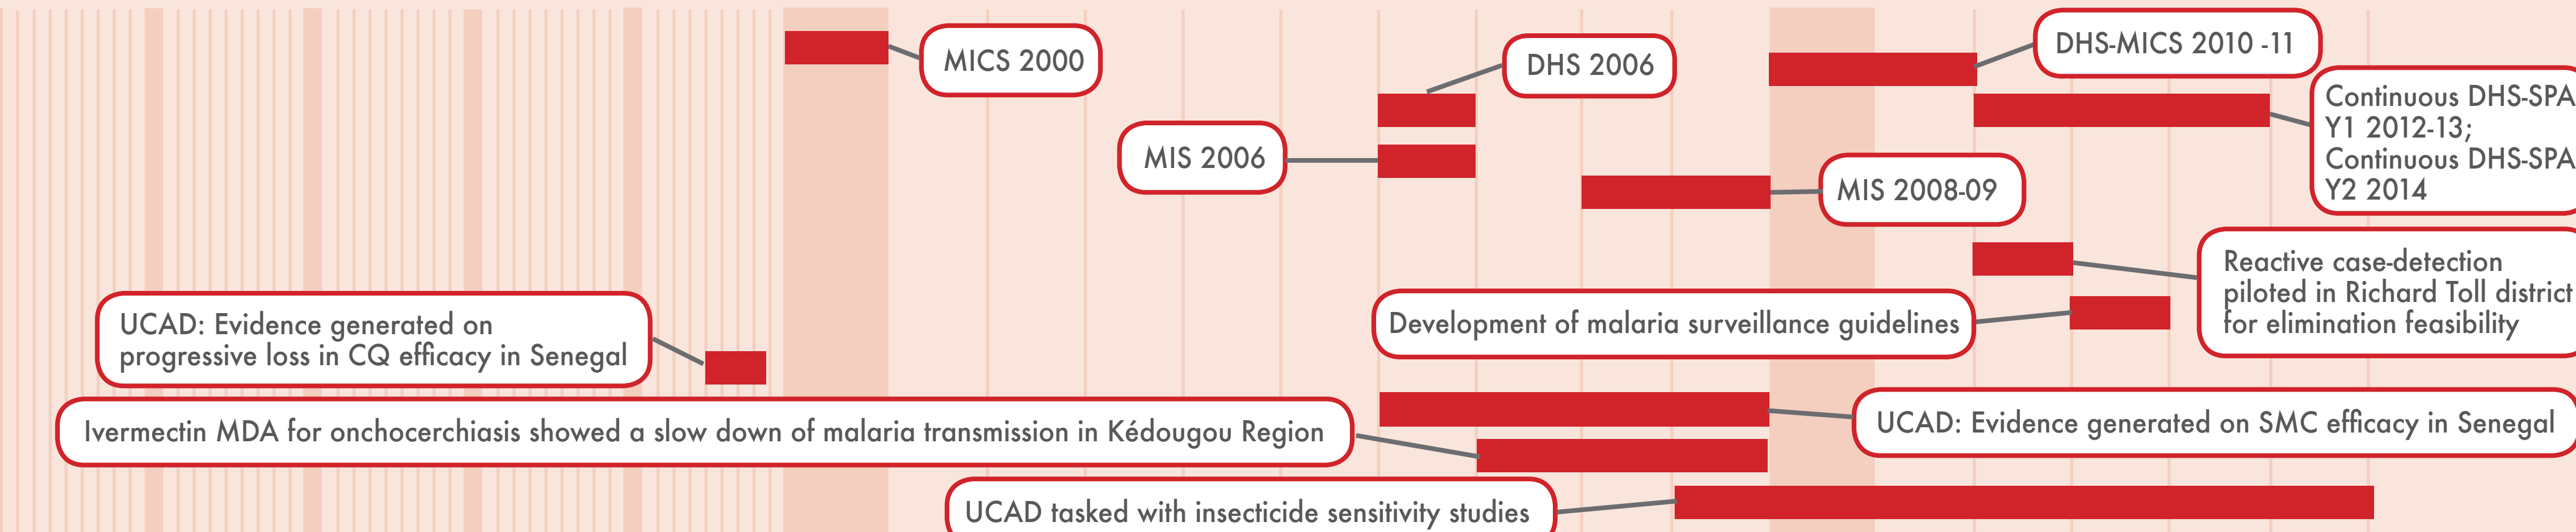 MICS 2000
DHS 2006
DHS-MICS 2010 -11
Continuous DHS-SPA
Y1 2012-13;
Continuous DHS-SPA
Y2 2014
MIS 2006
MIS 2008-09
Reactive case-detection
piloted in Richard Toll district
for elimination feasibility
UCAD: Evidence generated on
progressive loss in CQ efficacy in Senegal
Development of malaria surveillance guidelines
Ivermectin MDA for onchocerchiasis showed a slow down of malaria transmission in Kédougou Region
UCAD: Evidence generated on SMC efficacy in Senegal
UCAD tasked with insecticide sensitivity studies